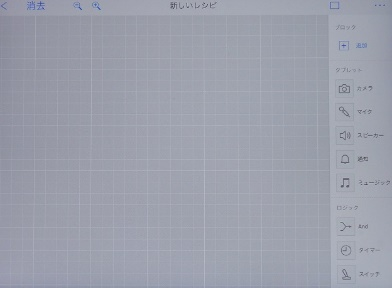 消去
新しいレシピ
ブロック
追加
タブレット
カメラ
マイク
スピーカー
通知
ミュージック
ロジック
And
タイマー
スイッチ